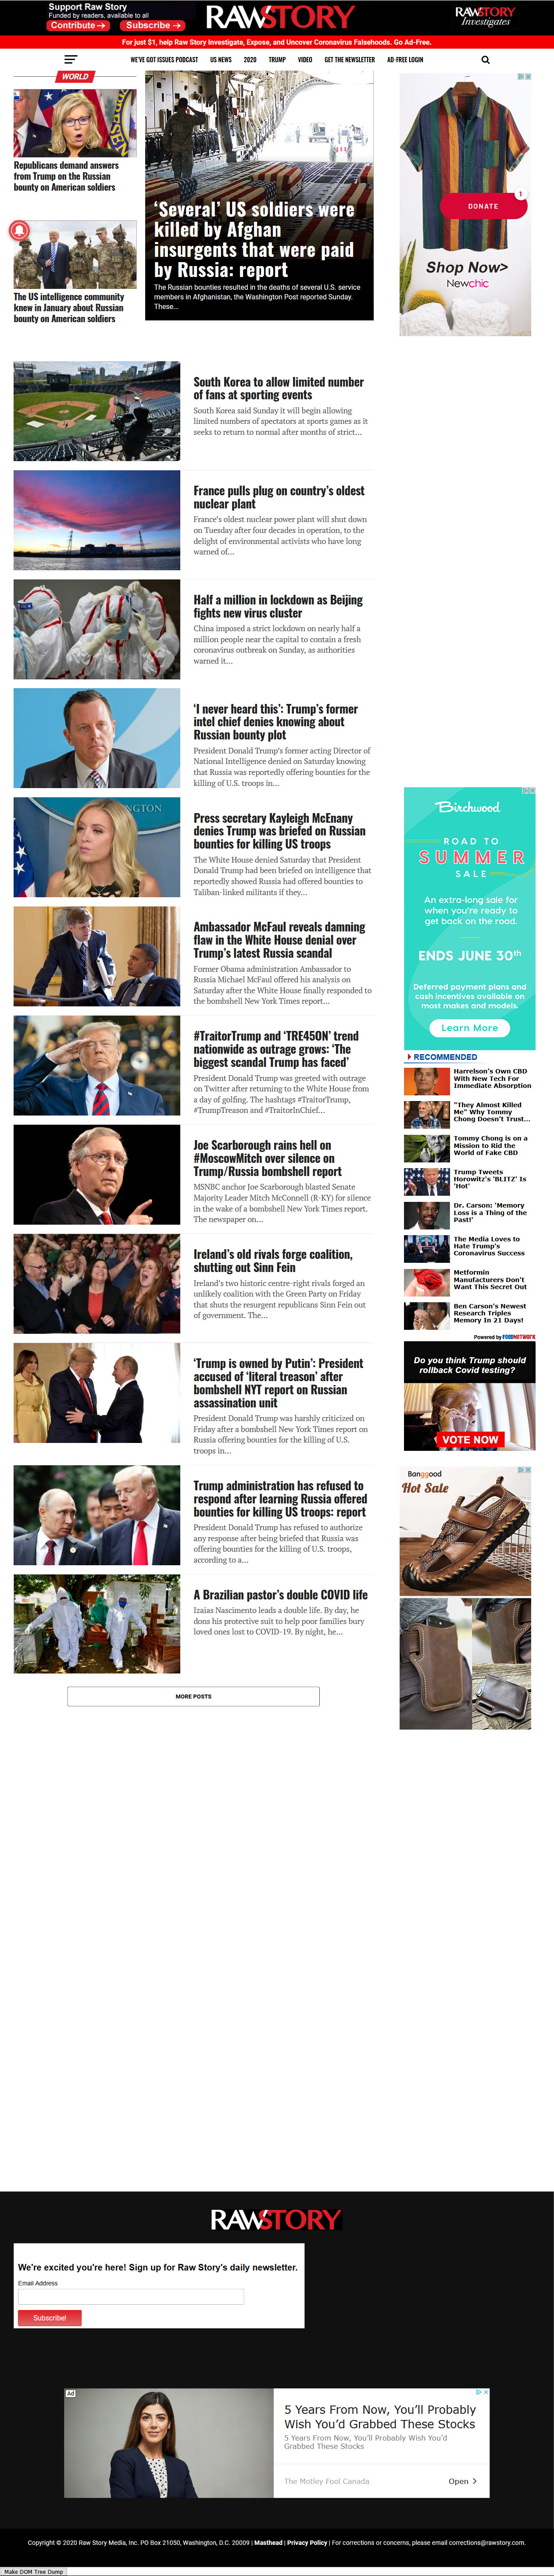 Support Raw Story
Funded by readers, available to all
Contribute →
Subscribe →
RAWSTORY
RAWSTORY
Investigates
For just $1, help Raw Story Investigate, Expose, and Uncover Coronavirus Falsehoods. Go Ad-Free.
WE'VE GOT ISSUES PODCAST
US NEWS
2020
TRUMP
VIDEO
GET THE NEWSLETTER
AD-FREE LOGIN
WORLD
Republicans demand answers
from Trump on the Russian
bounty on American soldiers
The US intelligence community
knew in January about Russian
bounty on American soldiers
'Several' US soldiers were
killed by Afghan
insurgents that were paid
by Russia: report
The Russian bounties resulted in the deaths of several U.S. service
members in Afghanistan, the Washington Post reported Sunday.
These...
1
DONATE
Shop Now>
Newchic
South Korea to allow limited number
of fans at sporting events
South Korea said Sunday it will begin allowing
limited numbers of spectators at sports games as it
seeks to return to normal after months of strict...
France pulls plug on country's oldest
nuclear plant
France's oldest nuclear power plant will shut down
on Tuesday after four decades in operation, to the
delight of environmental activists who have long
warned of...
Half a million in lockdown as Beijing
fights new virus cluster
China imposed a strict lockdown on nearly half a
million people near the capital to contain a fresh
coronavirus outbreak on Sunday, as authorities
warned it...
'I never heard this': Trump's former
intel chief denies knowing about
Russian bounty plot
President Donald Trump's former acting Director of
National Intelligence denied on Saturday knowing
that Russia was reportedly offering bounties for the
killing of U.S. troops in...
NGTON
Press secretary Kayleigh McEnany
denies Trump was briefed on Russian
bounties for killing US troops
The White House denied Saturday that President
Donald Trump had been briefed on intelligence that
reportedly showed Russia had offered bounties to
Taliban-linked militants if they...
Ambassador McFaul reveals damning
flaw in the White House denial over
Trump's latest Russia scandal
Former Obama administration Ambassador to
Russia Michael McFaul offered his analysis on
Saturday after the White House finally responded to
the bombshell New York Times report...
#TraitorTrump and 'TRE45ON' trend
nationwide as outrage grows: 'The
biggest scandal Trump has faced'
President Donald Trump was greeted with outrage
on Twitter after returning to the White House from
a day of golfing. The hashtags #TraitorTrump,
#TrumpTreason and #TraitorInChief...
Joe Scarborough rains hell on
#MoscowMitch over silence on
Trump/Russia bombshell report
MSNBC anchor Joe Scarborough blasted Senate
Majority Leader Mitch McConnell (R-KY) for silence
in the wake of a bombshell New York Times report.
The newspaper on...
Ireland's old rivals forge coalition,
shutting out Sinn Fein
Ireland's two historic centre-right rivals forged an
unlikely coalition with the Green Party on Friday
that shuts the resurgent republicans Sinn Fein out
of government. The...
'Trump is owned by Putin': President
accused of 'literal treason' after
bombshell NYT report on Russian
assassination unit
President Donald Trump was harshly criticized on
Friday after a bombshell New York Times report on
Russia offering bounties for the killing of U.S.
troops in...
Trump administration has refused to
respond after learning Russia offered
bounties for killing US troops: report
President Donald Trump has refused to authorize
any response after being briefed that Russia was
offering bounties for the killing of U.S. troops,
according to a...
A Brazilian pastor's double COVID life
Izaias Nascimento leads a double life. By day, he
dons his protective suit to help poor families bury
loved ones lost to COVID-19. By night, he...
MORE POSTS
Birchwood
ROAD TO
SUMMER
SALE
An extra-long sale for
when you're ready to
get back on the road.
ENDS JUNE 30th
Deferred payment plans and
cash incentives available on
most makes and models.
Learn More
RECOMMENDED
Harrelson's Own CBD
With New Tech For
Immediate Absorption
"They Almost Killed
Me" Why Tommy
Chong Doesn't Trust...
Tommy Chong is on a
Mission to Rid the
World of Fake CBD
Trump Tweets
Horowitz's 'BLITZ' Is
'Hot'
Dr. Carson: 'Memory
Loss is a Thing of the
Past!'
The Media Loves to
Hate Trump's
Coronavirus Success
Metformin
Manufacturers Don't
Want This Secret Out
Ben Carson's Newest
Research Triples
Memory In 21 Days!
Powered by FOODNETWORK
Do you think Trump should
rollback Covid testing?
VOTE NOW
Banggood
Hot Sale
RAWSTORY
We're excited you're here! Sign up for Raw Story's daily newsletter.
Email Address
Subscribe!
Ad
5 Years From Now, You'll Probably
Wish You'd Grabbed These Stocks
5 Years From Now, You'll Probably Wish You'd
Grabbed These Stocks
The Motley Fool Canada
Open >
Copyright © 2020 Raw Story Media, Inc. PO Box 21050, Washington, D.C. 20009 | Masthead | Privacy Policy | For corrections or concerns, please email corrections@rawstory.com.
Make DOM Tree Dump